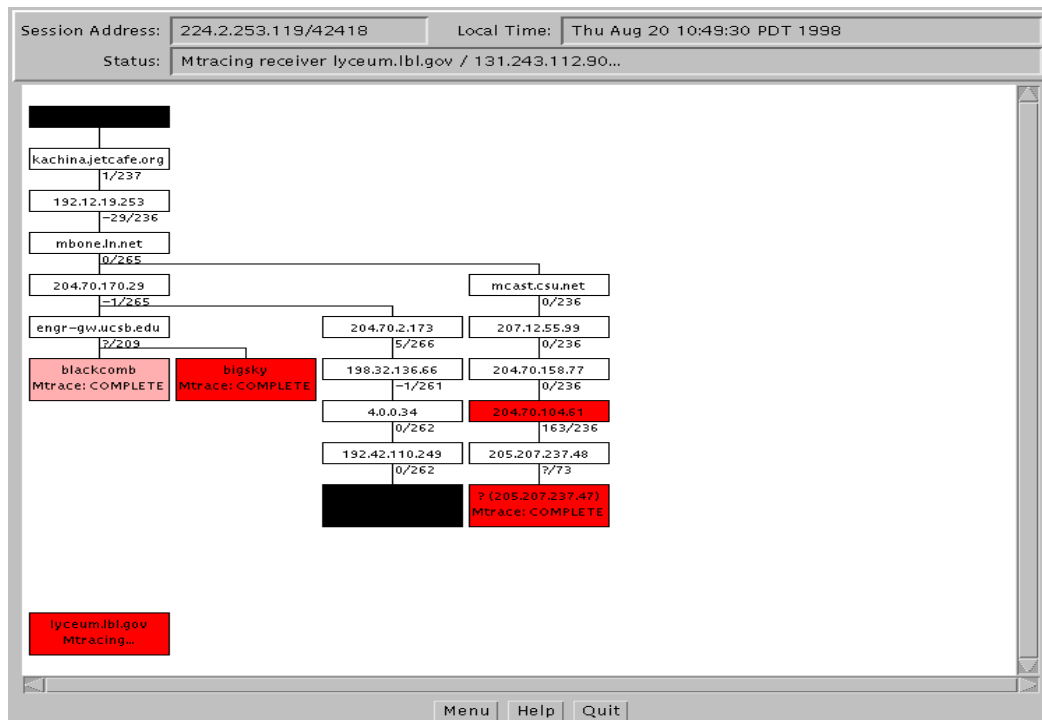 Session Address: 224.2.253.119/42418 Local Time: Thu Aug 20 10:49:30 PDT 1998
Status: Mtracing receiver lyceum.lbl.gov / 131.243.112.90...
kachina.jetcafe.org
1/237
192.12.19.253
-29/236
mbone.ln.net
0/265
204.70.170.29 mcast.csu.net
-1/265 0/236
engr-gw.ucsb.edu 204.70.2.173 207.12.55.99
?/209 5/266 0/236
blackcomb bigsky 198.32.136.66 204.70.158.77
Mtrace: COMPLETE Mtrace: COMPLETE -1/261 0/236
4.0.0.34 204.70.104.61
0/262 163/236
192.42.110.249 205.207.237.48
0/262 ?/73
? (205.207.237.47)
Mtrace: COMPLETE
lyceum.lbl.gov
Mtracing...
Menu Help Quit